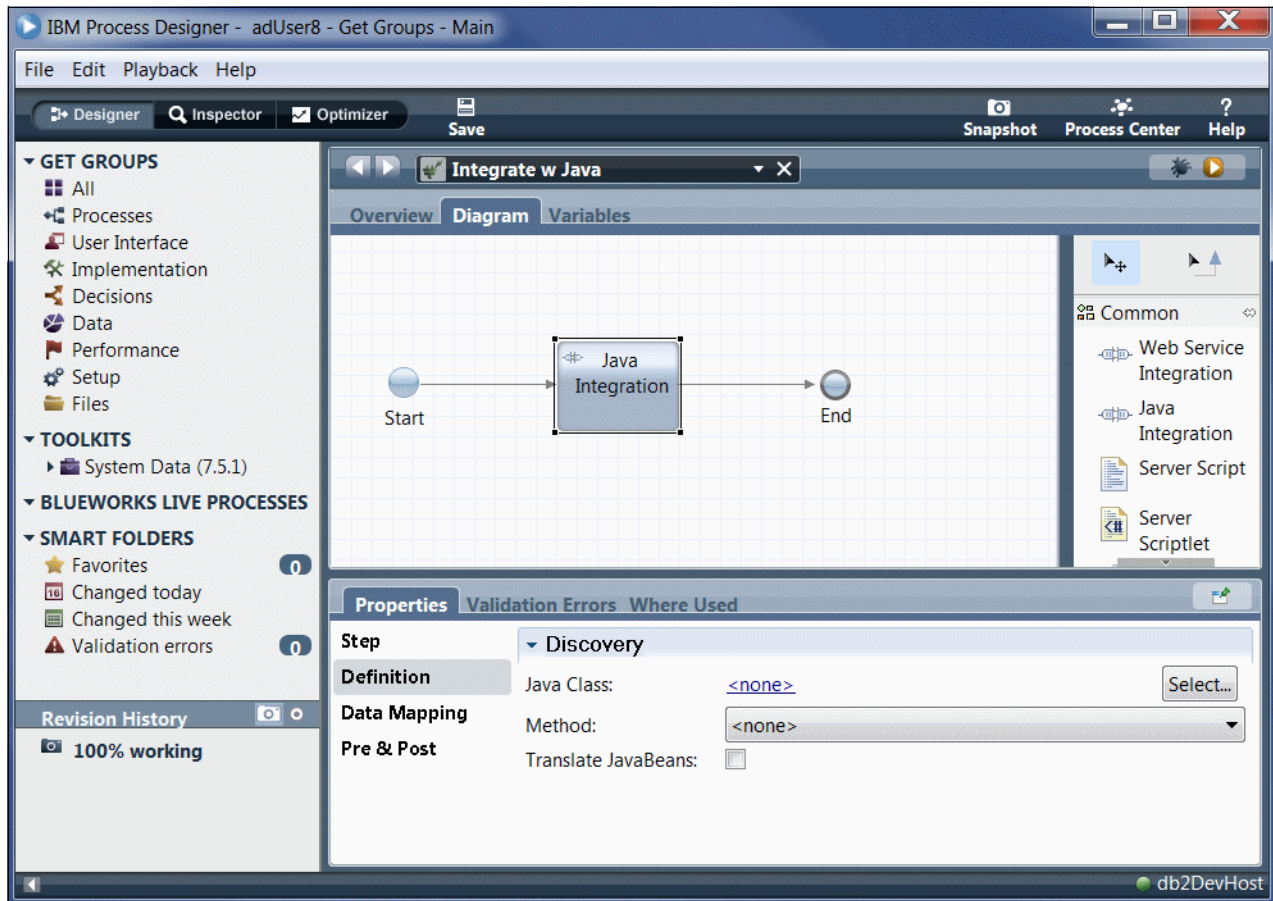 IBM Process Designer - adUser8 - Get Groups - Main
File Edit Playback Help
Designer Inspector Optimizer Save Snapshot Process Center Help
GET GROUPS
All
Processes
User Interface
Implementation
Decisions
Data
Performance
Setup
Files
TOOLKITS
System Data (7.5.1)
BLUEWORKS LIVE PROCESSES
SMART FOLDERS
Favorites 0
Changed today
Changed this week
Validation errors 0
Revision History
100% working
Integrate w Java
Overview Diagram Variables
Start
Java
Integration
End
Common
Web Service
Integration
Java
Integration
Server Script
Server
Scriptlet
Properties Validation Errors Where Used
Step
Definition
Data Mapping
Pre & Post
Discovery
Java Class: <none> Select...
Method: <none>
Translate JavaBeans:
db2DevHost